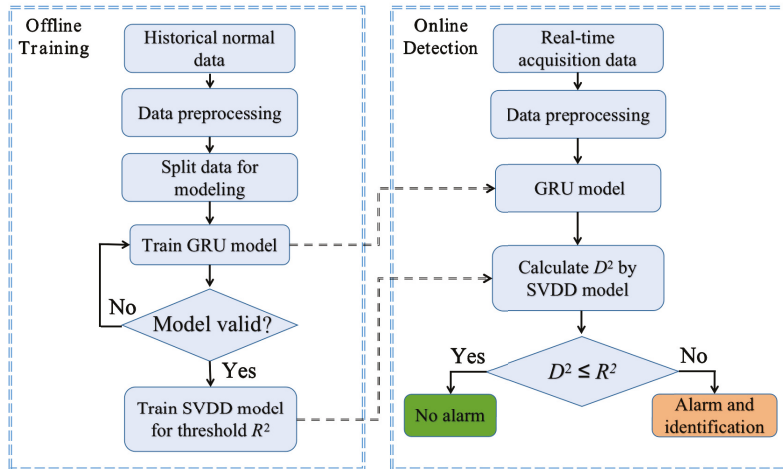 Offline
Training
Historical normal
data
Data preprocessing
Split data for
modeling
Train GRU model
No
Model valid?
Yes
Train SVDD model
for threshold R²
Online
Detection
Real-time
acquisition data
Data preprocessing
GRU model
Calculate D² by
SVDD model
Yes
D² ≤ R²
No
No alarm
Alarm and
identification